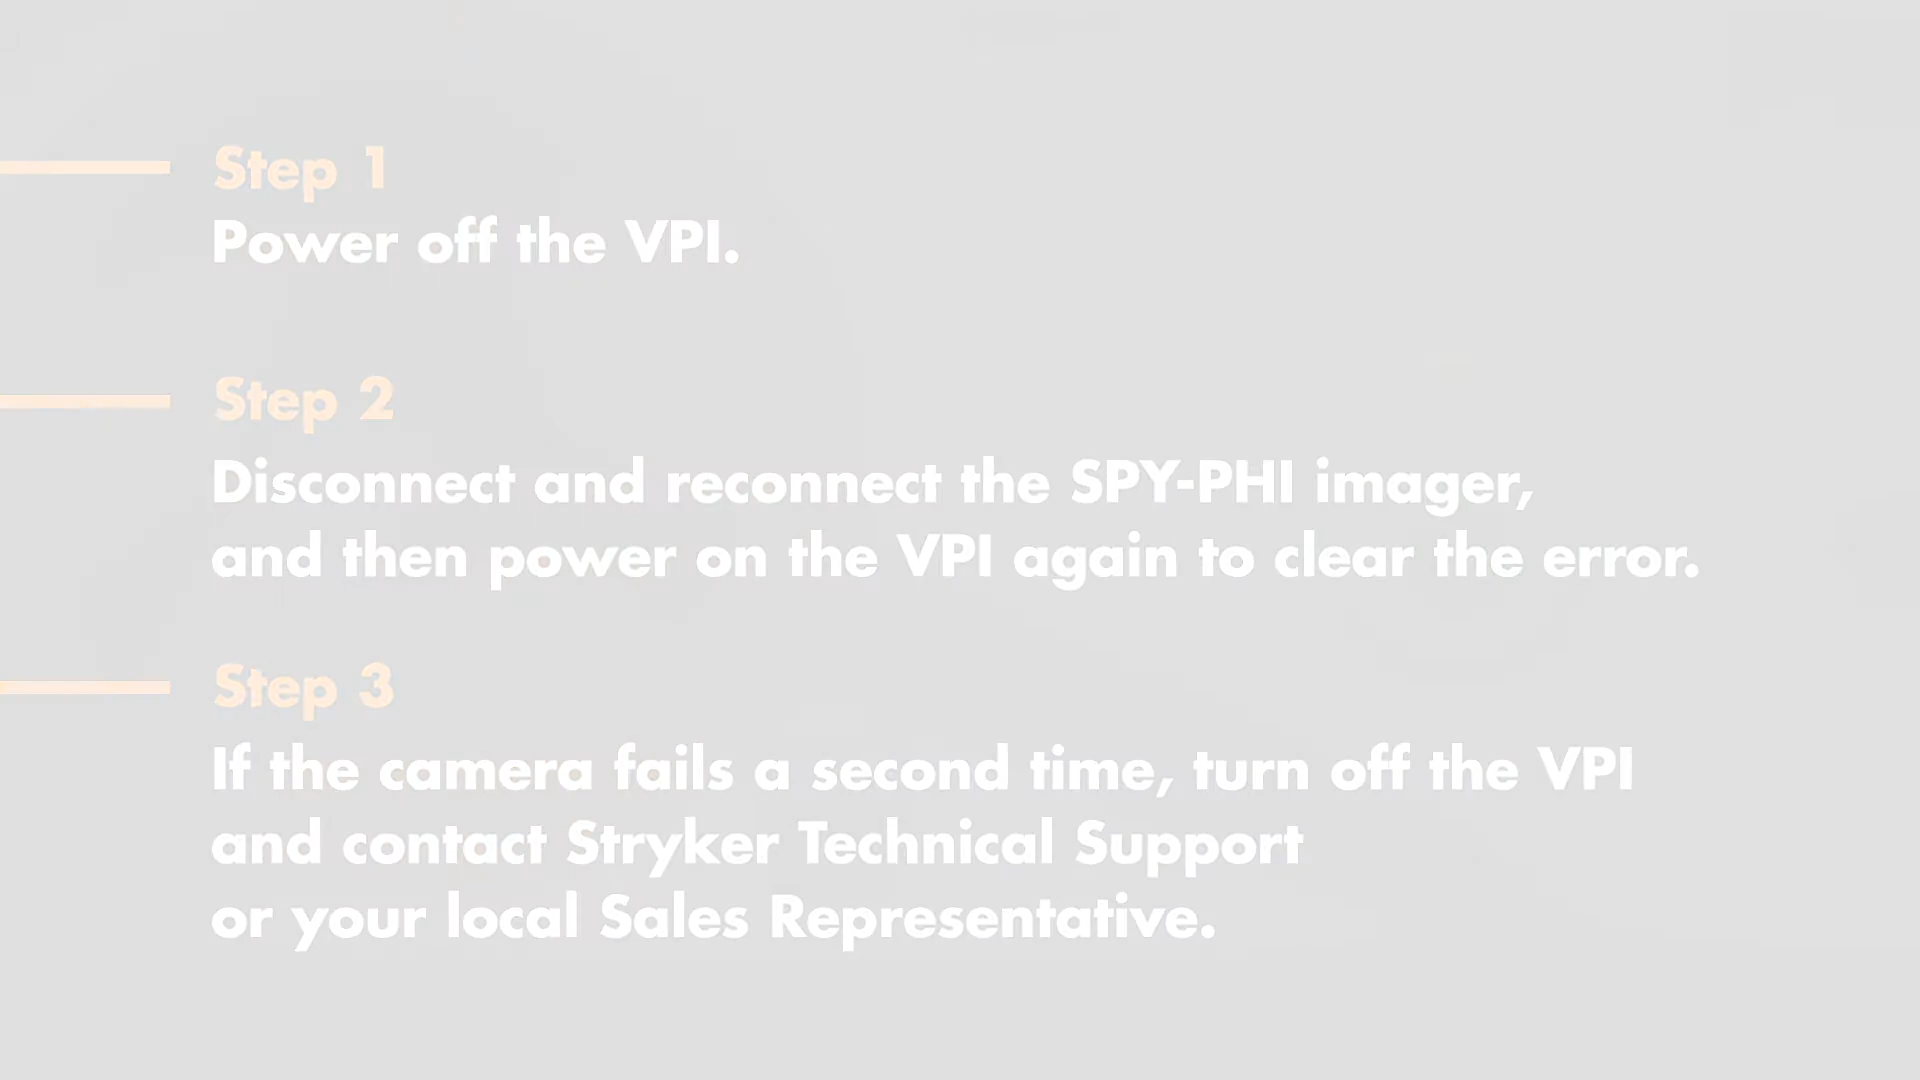 Step 1
Power off the VPI.
Step 2
Disconnect and reconnect the SPY-PHI imager,
and then power on the VPI again to clear the error.
Step 3
If the camera fails a second time, turn off the VPI
and contact Stryker Technical Support
or your local Sales Representative.